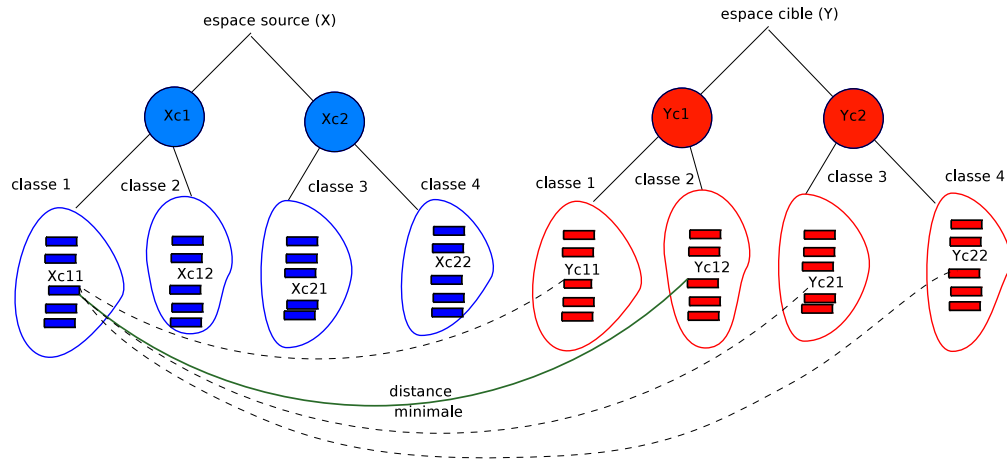 espace source (X)
espace cible (Y)
Xc1
Xc2
Yc1
Yc2
classe 1
classe 2
classe 3
classe 4
classe 1
classe 2
classe 3
classe 4
Xc11
Xc12
Xc21
Xc22
Yc11
Yc12
Yc21
Yc22
distance
minimale